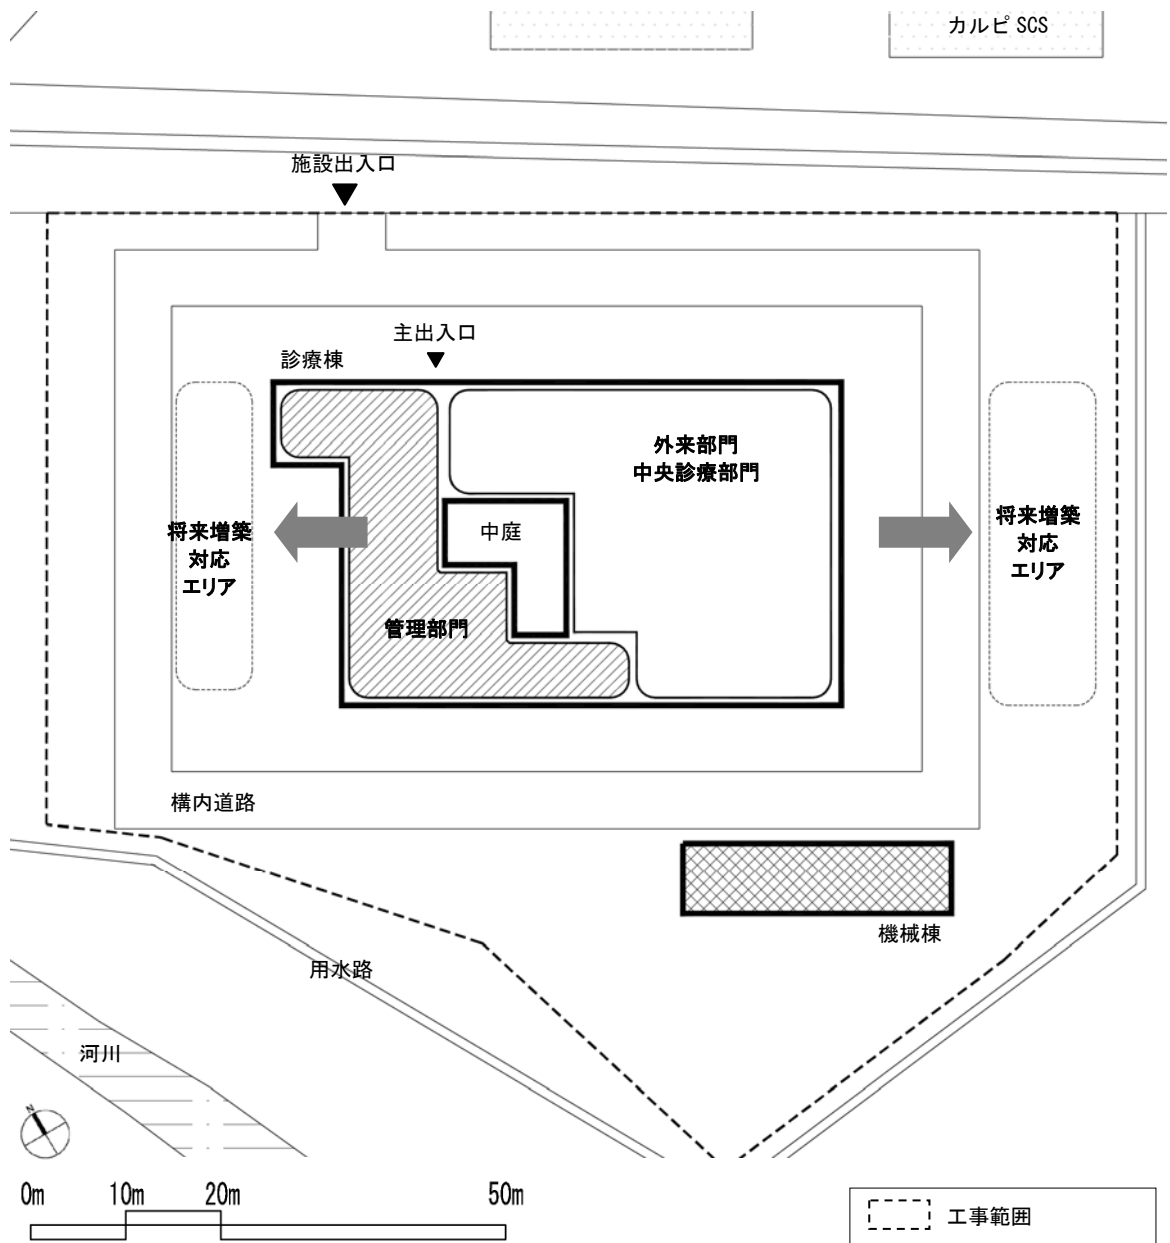 カルピ SCS
施設出入口
主出入口
診療棟
外来部門
中央診療部門
将来増築
対応
エリア
中庭
将来増築
対応
エリア
管理部門
構内道路
機械棟
用水路
河川
N
0m 10m 20m 50m
工事範囲